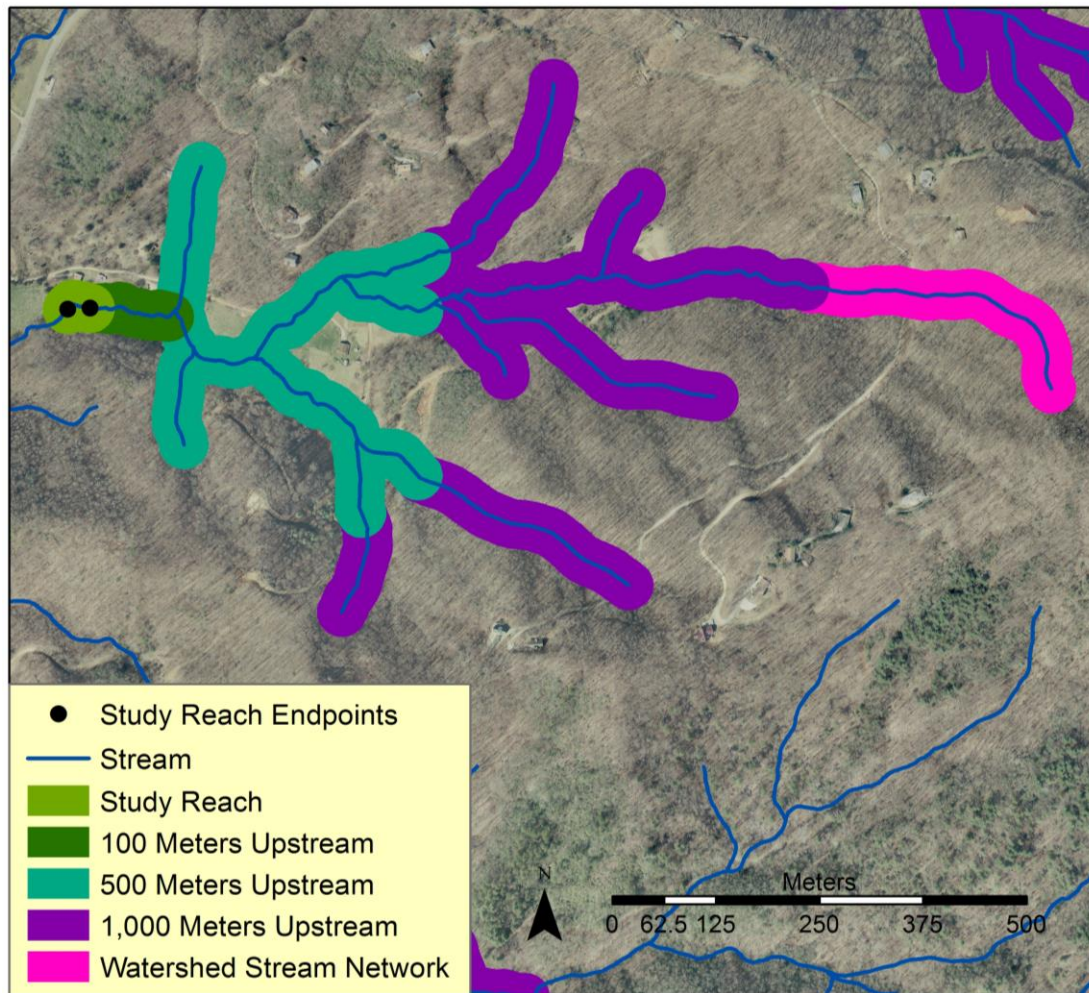 Study Reach Endpoints
Stream
Study Reach
100 Meters Upstream
500 Meters Upstream
1,000 Meters Upstream
Watershed Stream Network
N
Meters
0 62.5 125 250 375 500